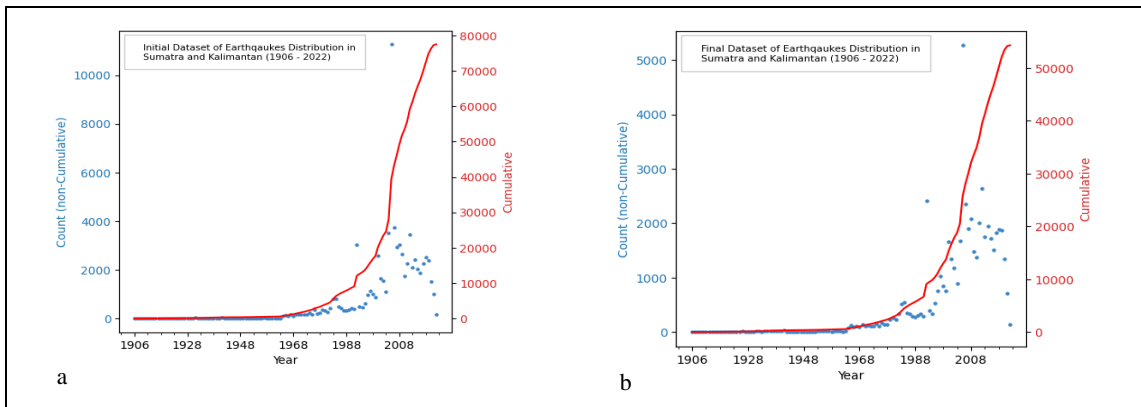 Initial Dataset of Earthqaukes Distribution in
Sumatra and Kalimantan (1906 - 2022)
Count (non-Cumulative)
10000
8000
6000
4000
2000
0
80000
70000
60000
50000
40000
30000
20000
10000
0
Cumulative
1906 1928 1948 1968 1988 2008
Year
a
Final Dataset of Earthqaukes Distribution in
Sumatra and Kalimantan (1906 - 2022)
Count (non-Cumulative)
5000
4000
3000
2000
1000
0
50000
40000
30000
20000
10000
0
Cumulative
1906 1928 1948 1968 1988 2008
Year
b